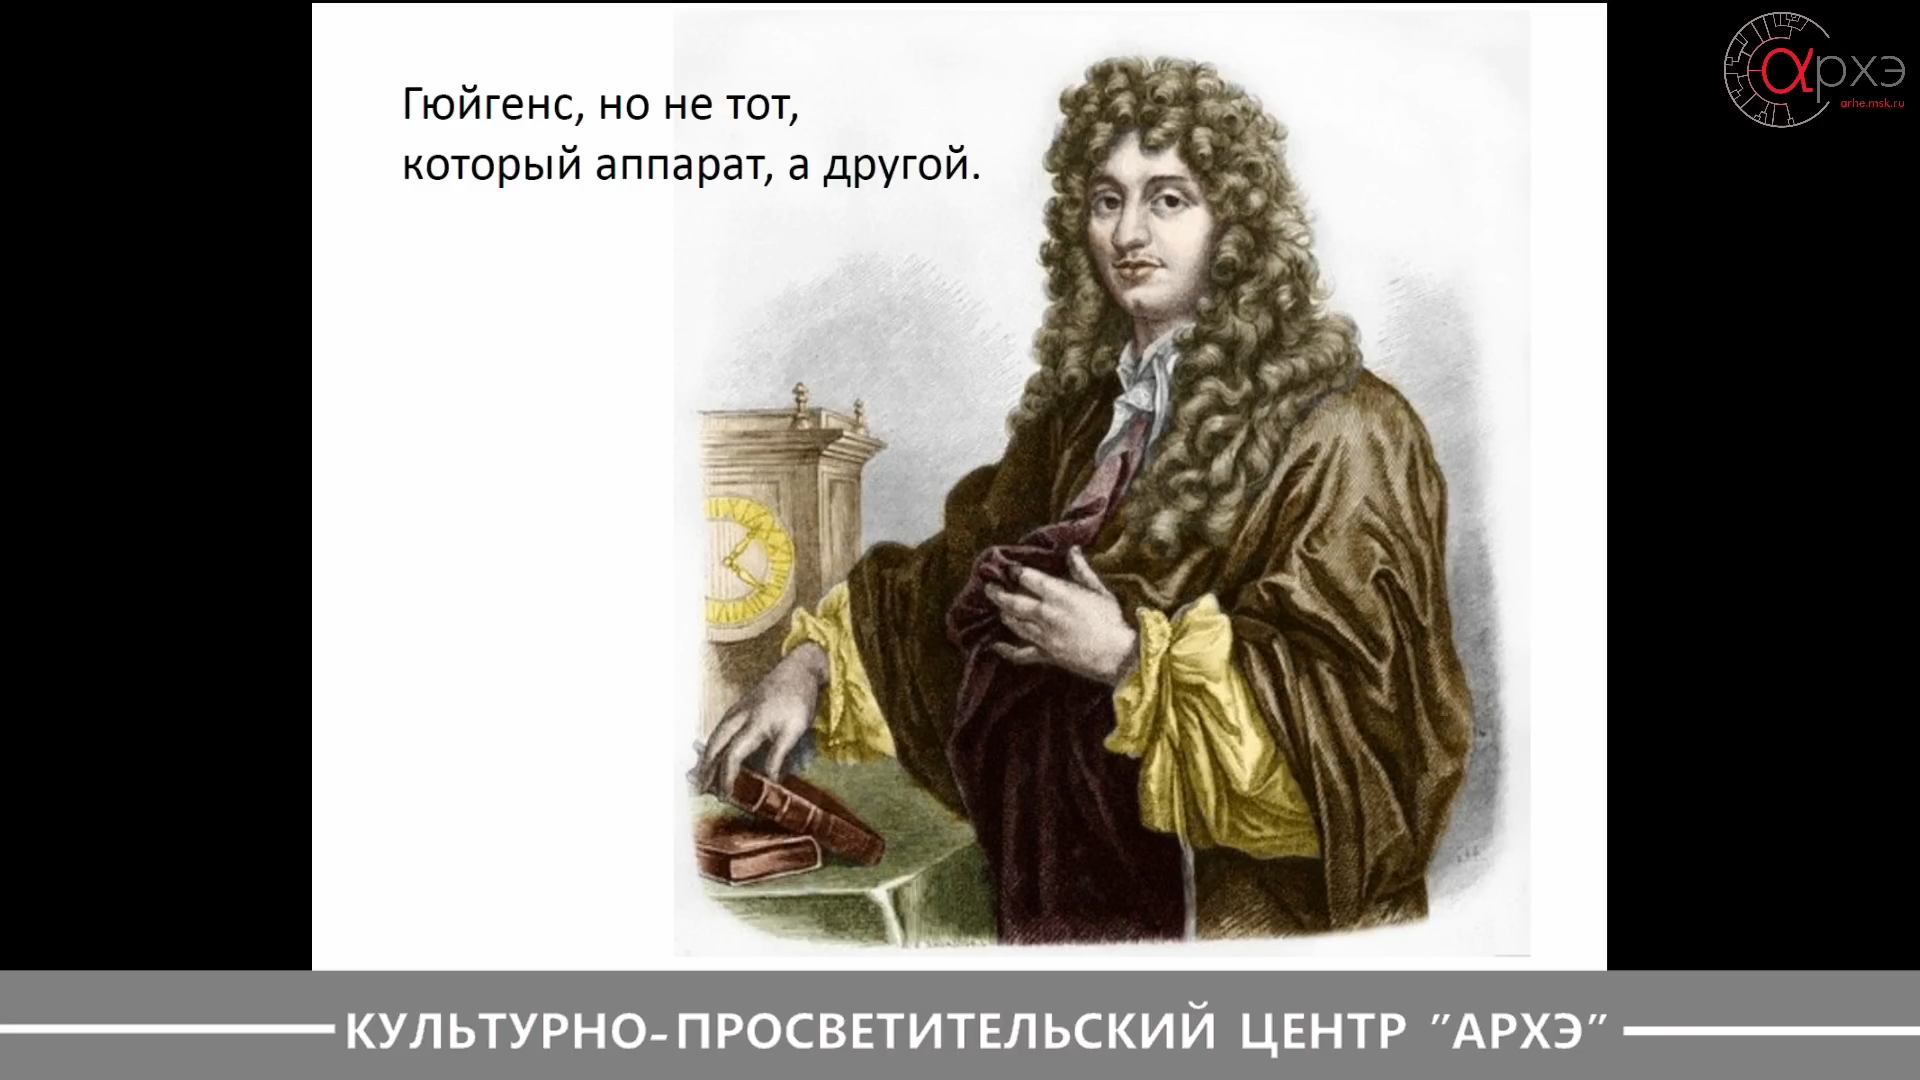 Гюйгенс, но не тот,
который аппарат, а другой.
αрхэ
arhe.msk.ru
КУЛЬТУРНО-ПРОСВЕТИТЕЛЬСКИЙ ЦЕНТР "АРХЭ"